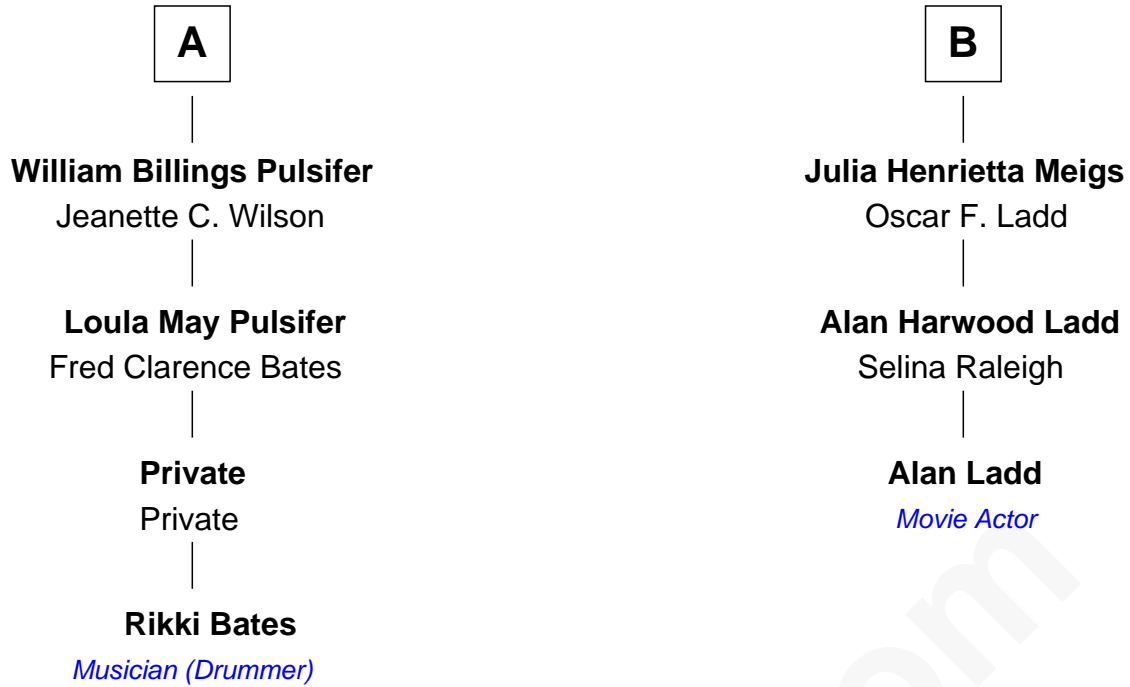 A
William Billings Pulsifer
Jeanette C. Wilson
Loula May Pulsifer
Fred Clarence Bates
Private
Private
Rikki Bates
Musician (Drummer)
B
Julia Henrietta Meigs
Oscar F. Ladd
Alan Harwood Ladd
Selina Raleigh
Alan Ladd
Movie Actor
om